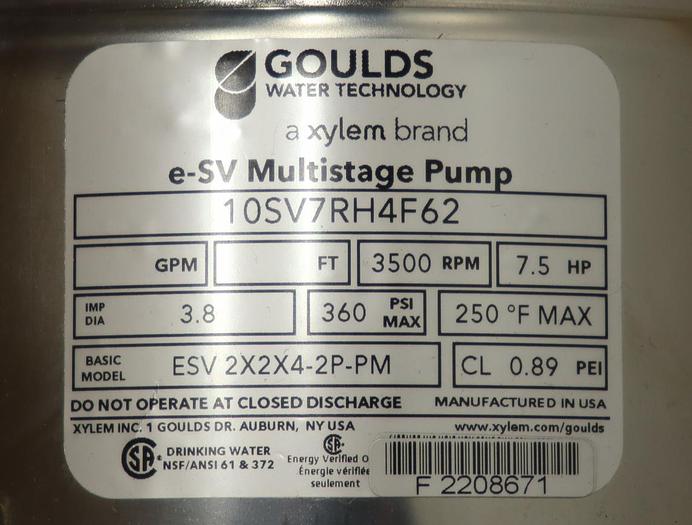 GOULDS
WATER TECHNOLOGY
a xylem brand
e-SV Multistage Pump
10SV7RH4F62
GPM FT 3500 RPM 7.5 HP
IMP DIA 3.8 360 PSI MAX 250 °F MAX
BASIC MODEL ESV 2X2X4-2P-PM CL 0.89 PEI
DO NOT OPERATE AT CLOSED DISCHARGE MANUFACTURED IN USA
XYLEM INC. 1 GOULDS DR. AUBURN, NY USA www.xylem.com/goulds
SA® DRINKING WATER
NSF/ANSI 61 & 372
SA
Energy Verified
Énergie vérifiée
seulement
F 2208671